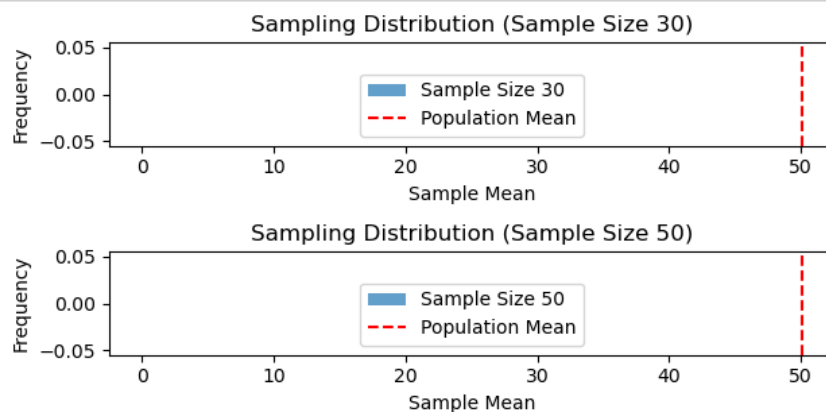 Sampling Distribution (Sample Size 30)
Frequency
0.05
0.00
−0.05
Sample Size 30
Population Mean
0 10 20 30 40 50
Sample Mean
Sampling Distribution (Sample Size 50)
Frequency
0.05
0.00
−0.05
Sample Size 50
Population Mean
0 10 20 30 40 50
Sample Mean